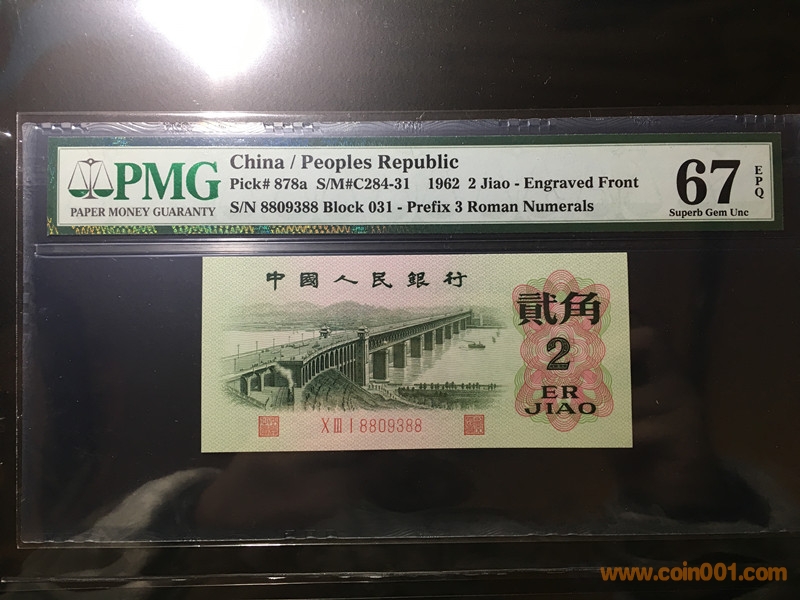 PMG
PAPER MONEY GUARANTY
China / Peoples Republic
Pick# 878a S/M#C284-31 1962 2 Jiao - Engraved Front
S/N 8809388 Block 031 - Prefix 3 Roman Numerals
67
EPQ
Superb Gem Unc
中國人民銀行
貳角
2
ER
JIAO
X III I 8809388
www.coin001.com